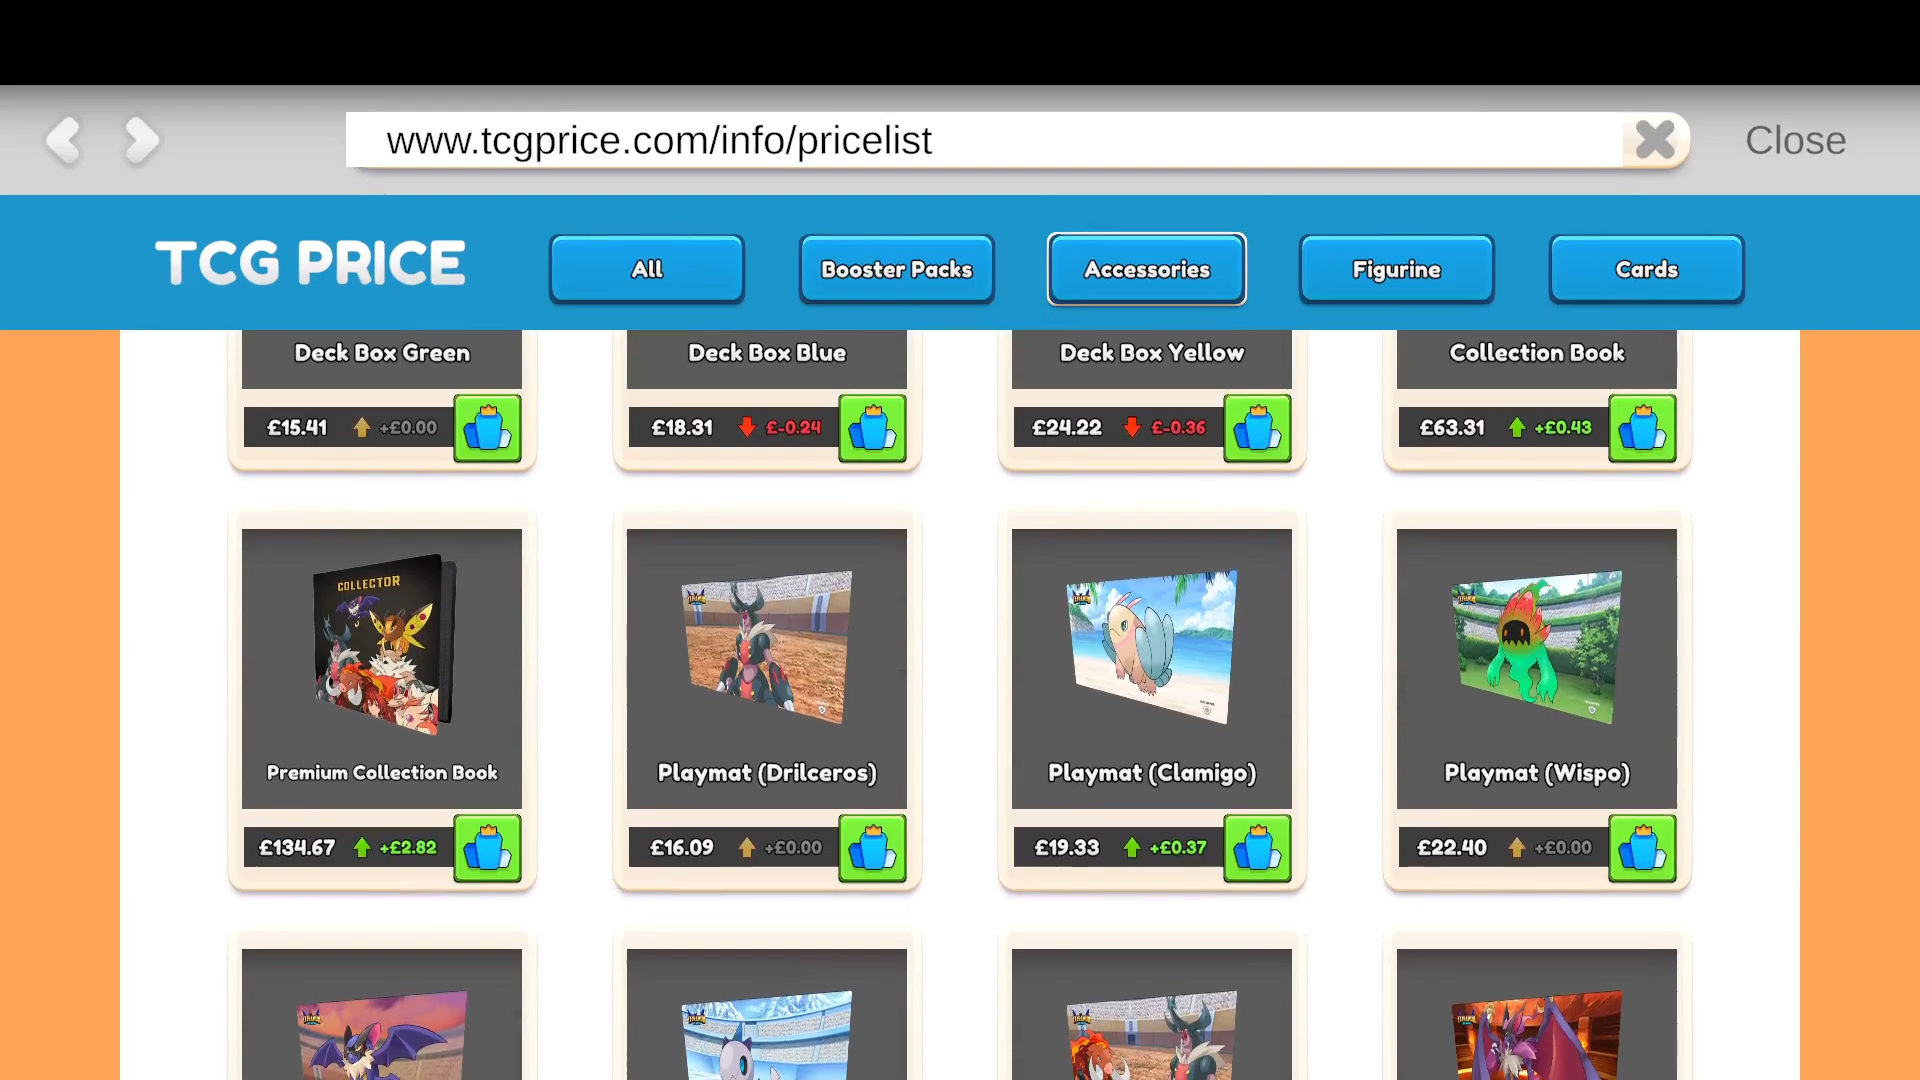 www.tcgprice.com/info/pricelist
Close
TCG PRICE
All
Booster Packs
Accessories
Figurine
Cards
Deck Box Green
Deck Box Blue
Deck Box Yellow
Collection Book
£15.41 +£0.00
£18.31 £-0.24
£24.22 £-0.36
£63.31 +£0.43
COLLECTOR
Premium Collection Book
Playmat (Drilceros)
Playmat (Clamigo)
Playmat (Wispo)
£134.67 +£2.82
£16.09 +£0.00
£19.33 +£0.37
£22.40 +£0.00